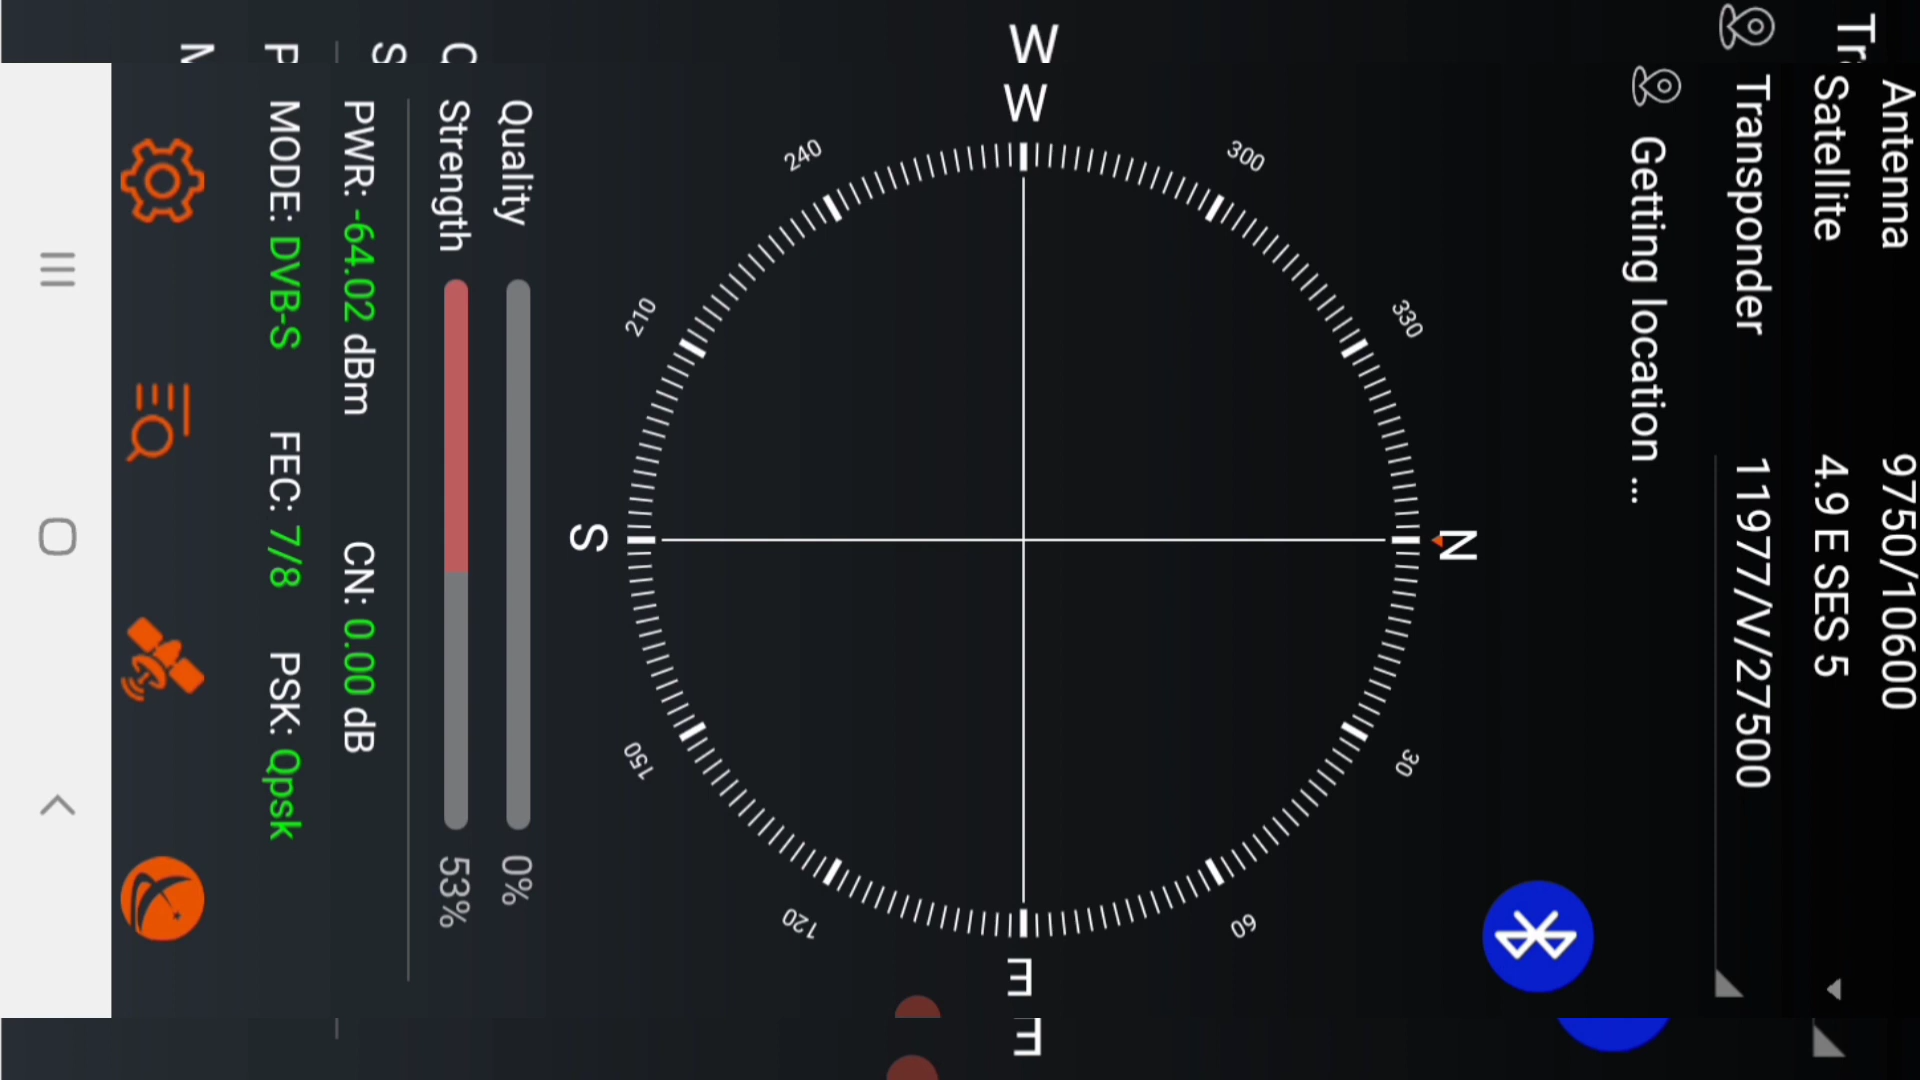 Antenna 9750/10600
Satellite 4.9 E SES 5
Transponder 11977/V/27500
Getting location ...
N
330
30
300
60
W
E
240
120
210
150
S
Quality 0%
Strength 53%
PWR: -64.02 dBm CN: 0.00 dB
MODE: DVB-S FEC: 7/8 PSK: Qpsk
W
E